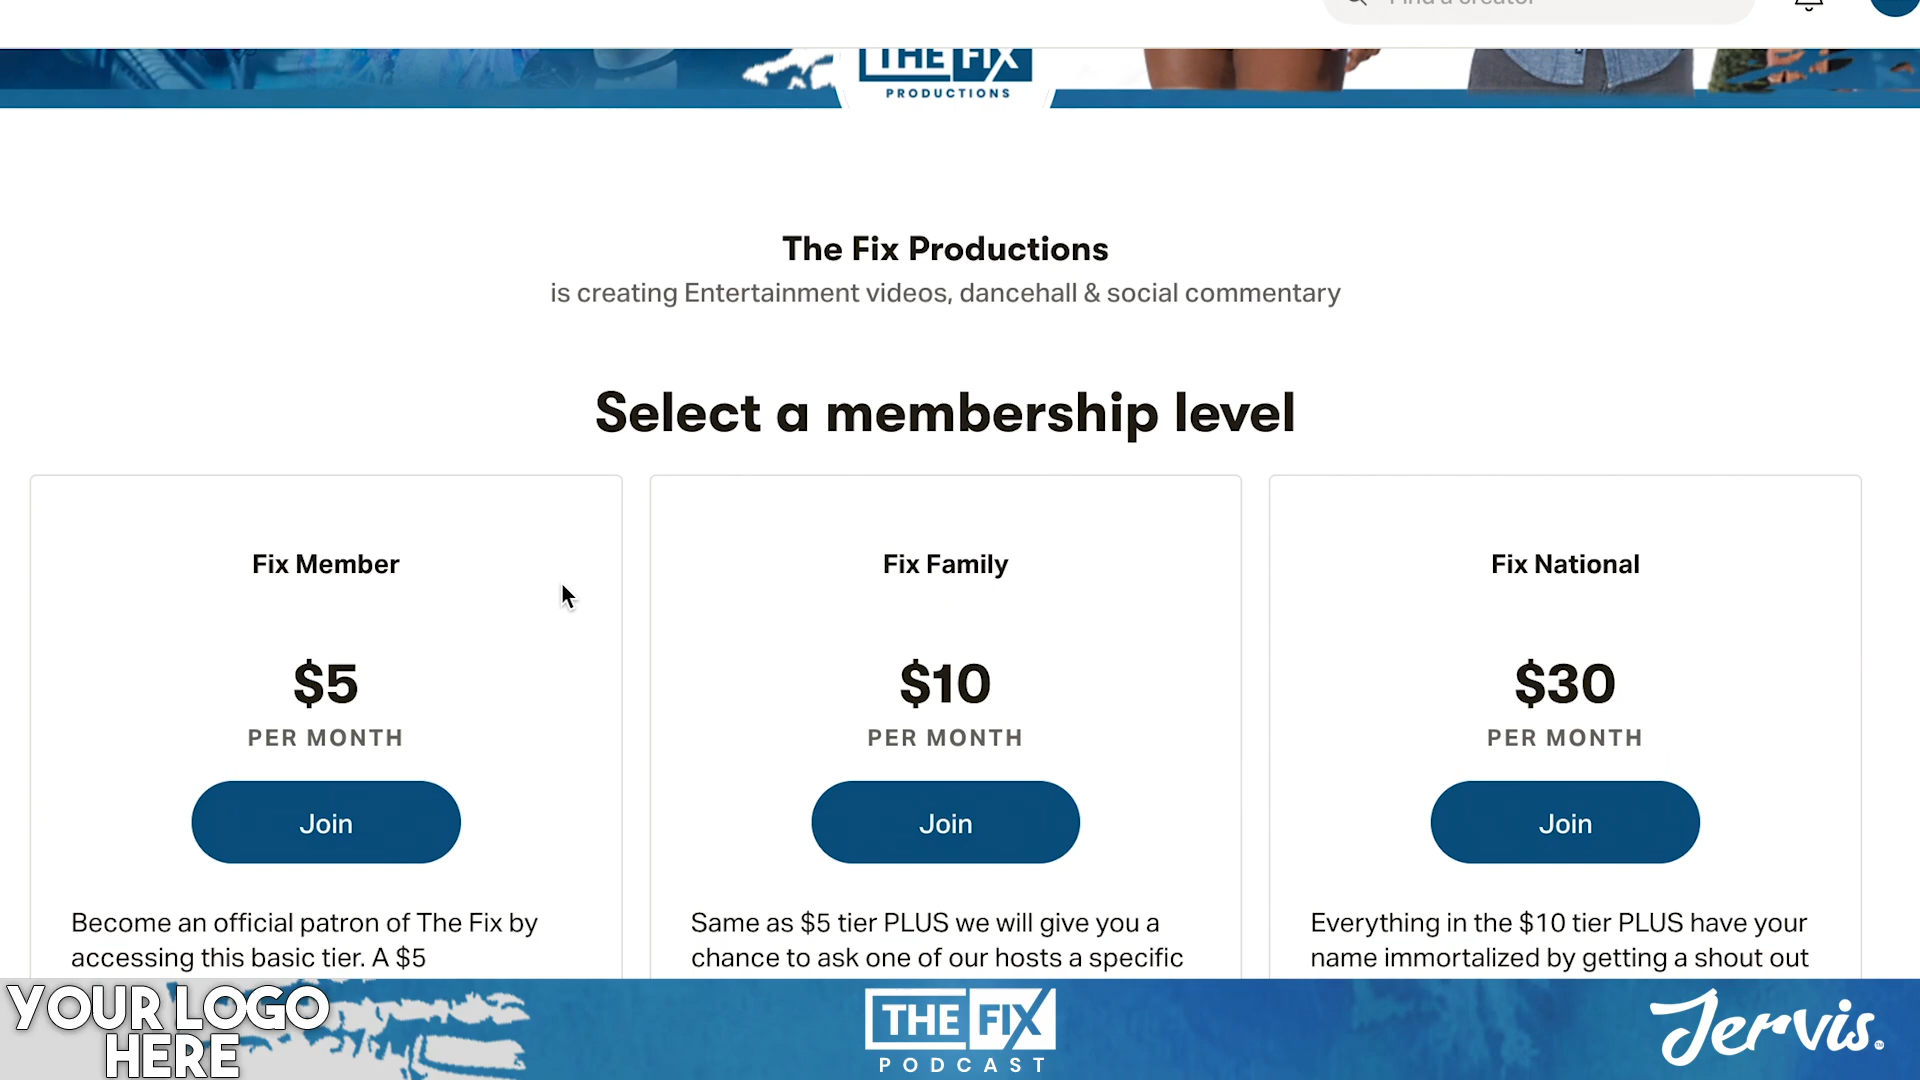 Find a creator
THE FIX
PRODUCTIONS
The Fix Productions
is creating Entertainment videos, dancehall & social commentary
Select a membership level
Fix Member
$5
PER MONTH
Join
Become an official patron of The Fix by
accessing this basic tier. A $5
Fix Family
$10
PER MONTH
Join
Same as $5 tier PLUS we will give you a
chance to ask one of our hosts a specific
Fix National
$30
PER MONTH
Join
Everything in the $10 tier PLUS have your
name immortalized by getting a shout out
YOUR LOGO
HERE
THE FIX
PODCAST
Jervis.